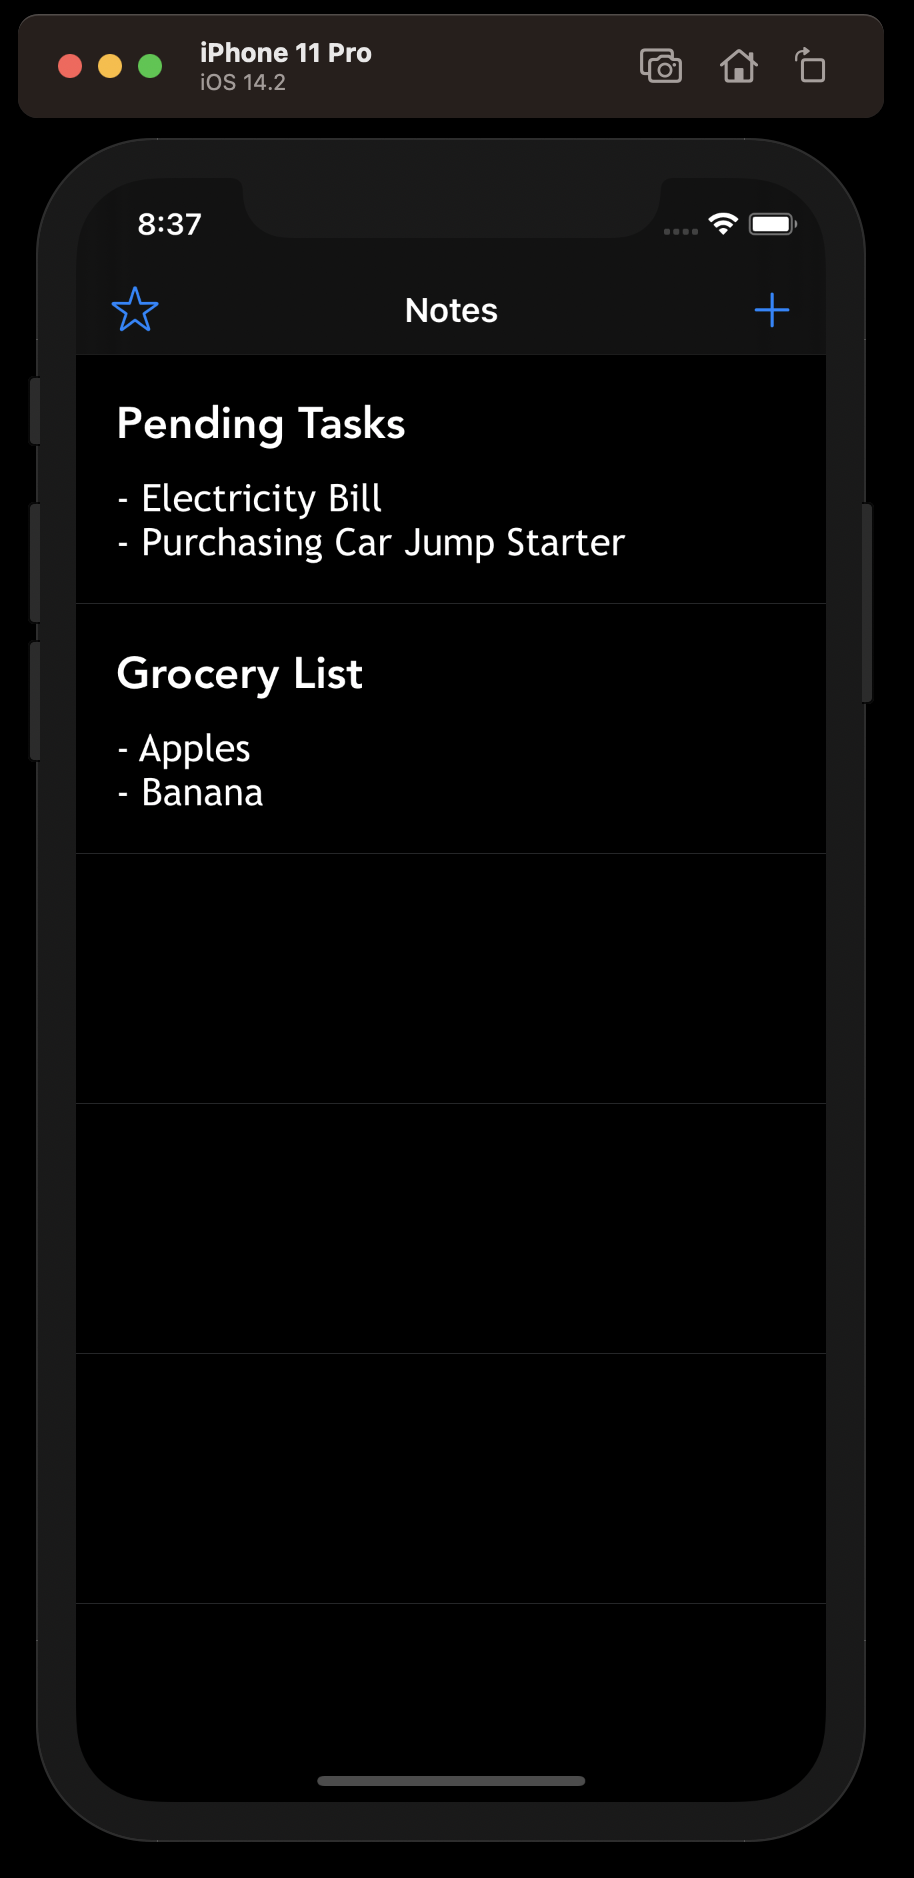 iPhone 11 Pro
iOS 14.2
8:37
Notes
Pending Tasks
- Electricity Bill
- Purchasing Car Jump Starter
Grocery List
- Apples
- Banana